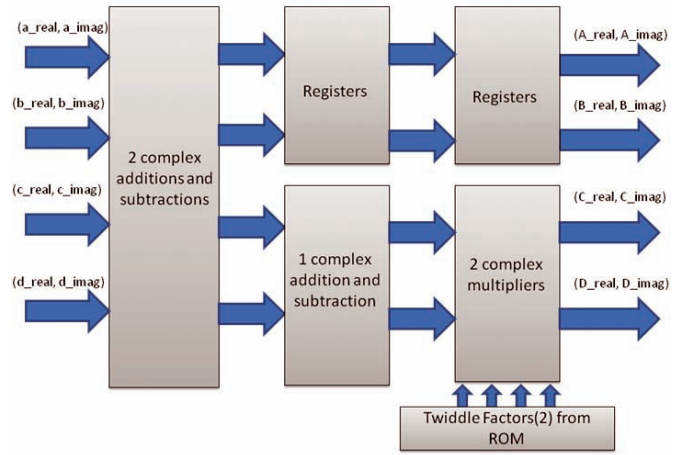 (a_real, a_imag)
(A_real, A_imag)
Registers
Registers
(b_real, b_imag)
(B_real, B_imag)
2 complex
additions and
subtractions
(c_real, c_imag)
(C_real, C_imag)
1 complex
addition and
subtraction
2 complex
multipliers
(d_real, d_imag)
(D_real, D_imag)
Twiddle Factors(2) from
ROM